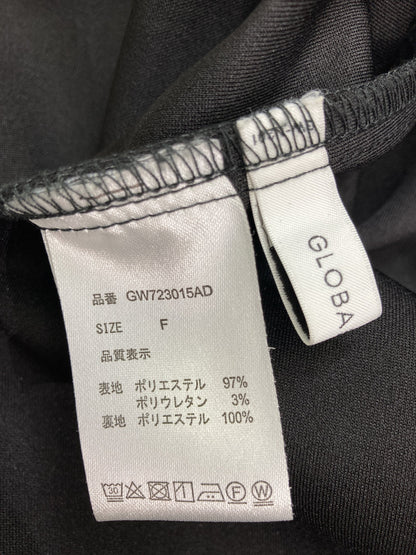 品番 GW723015AD
SIZE F
品質表示
表地 ポリエステル 97%
ポリウレタン 3%
裏地 ポリエステル 100%
30 F W
GLOBA